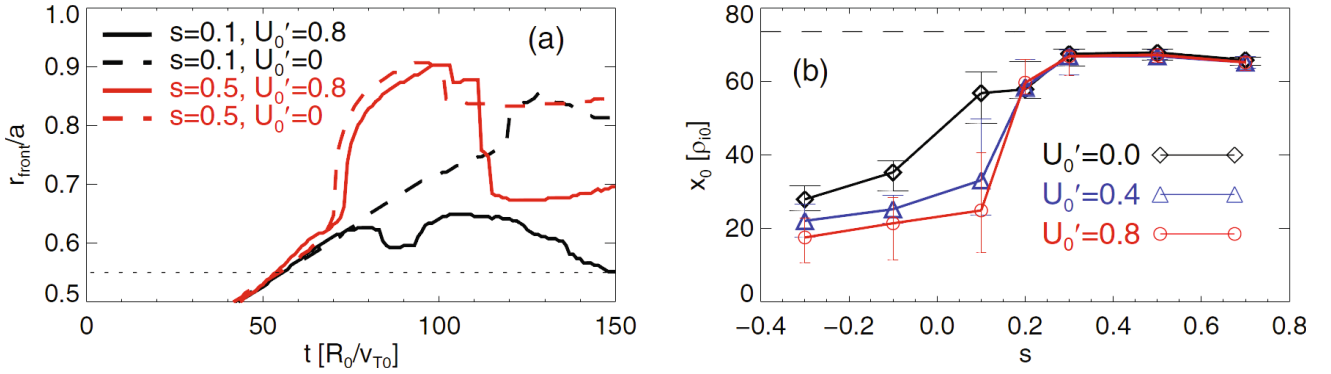 (a)
s=0.1, U₀'=0.8
s=0.1, U₀'=0
s=0.5, U₀'=0.8
s=0.5, U₀'=0
r_front/a
1.0
0.9
0.8
0.7
0.6
0.5
0 50 100 150
t [R₀/v_T0]
(b)
x₀ [ρ_i0]
80
60
40
20
0
U₀'=0.0
U₀'=0.4
U₀'=0.8
−0.4 −0.2 0.0 0.2 0.4 0.6 0.8
s